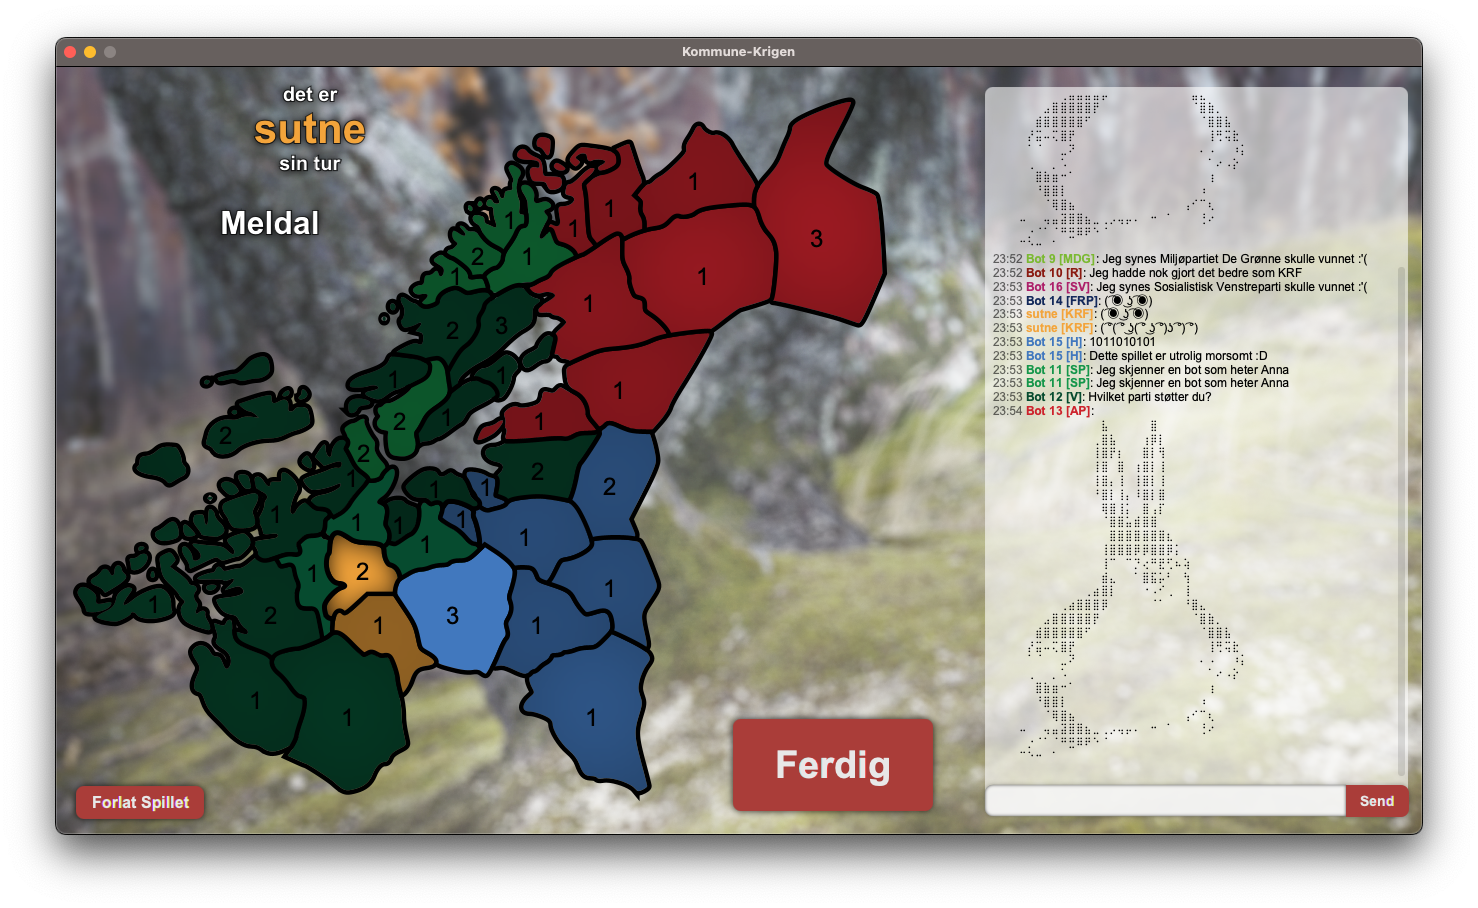 Kommune-Krigen
det er
sutne
sin tur
Meldal
1
1
3
1
1
2
1
1
1
1
2
3
1
1
1
2
1
1
2
2
1
2
2
1
1
1
1
1
1
1
1
1
2
2
3
1
1
1
1
1
1
1
Ferdig
Forlat Spillet
23:52 Bot 9 [MDG]: Jeg synes Miljøpartiet De Grønne skulle vunnet :'(
23:52 Bot 10 [R]: Jeg hadde nok gjort det bedre som KRF
23:53 Bot 16 [SV]: Jeg synes Sosialistisk Venstreparti skulle vunnet :'(
23:53 Bot 14 [FRP]: ( ͡◉ ͜ʖ ͡◉)
23:53 sutne [KRF]: ( ͡◉ ͜ʖ ͡◉)
23:53 sutne [KRF]: ( ͡°( ͡° ͜ʖ( ͡° ͜ʖ ͡°)ʖ ͡°) ͡°)
23:53 Bot 15 [H]: 1011010101
23:53 Bot 15 [H]: Dette spillet er utrolig morsomt :D
23:53 Bot 11 [SP]: Jeg skjenner en bot som heter Anna
23:53 Bot 11 [SP]: Jeg skjenner en bot som heter Anna
23:53 Bot 12 [V]: Hvilket parti støtter du?
23:54 Bot 13 [AP]:
Send